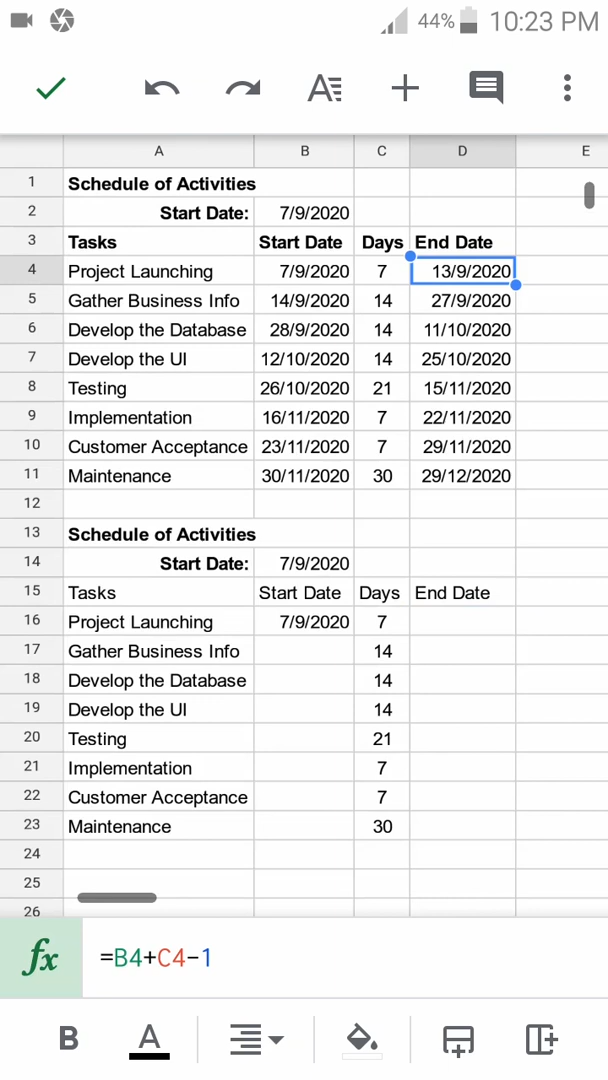 44% 10:23 PM
A
A B C D E
1 Schedule of Activities
2 Start Date: 7/9/2020
3 Tasks Start Date Days End Date
4 Project Launching 7/9/2020 7 13/9/2020
5 Gather Business Info 14/9/2020 14 27/9/2020
6 Develop the Database 28/9/2020 14 11/10/2020
7 Develop the UI 12/10/2020 14 25/10/2020
8 Testing 26/10/2020 21 15/11/2020
9 Implementation 16/11/2020 7 22/11/2020
10 Customer Acceptance 23/11/2020 7 29/11/2020
11 Maintenance 30/11/2020 30 29/12/2020
12
13 Schedule of Activities
14 Start Date: 7/9/2020
15 Tasks Start Date Days End Date
16 Project Launching 7/9/2020 7
17 Gather Business Info 14
18 Develop the Database 14
19 Develop the UI 14
20 Testing 21
21 Implementation 7
22 Customer Acceptance 7
23 Maintenance 30
24
25
26
fx =B4+C4-1
B A